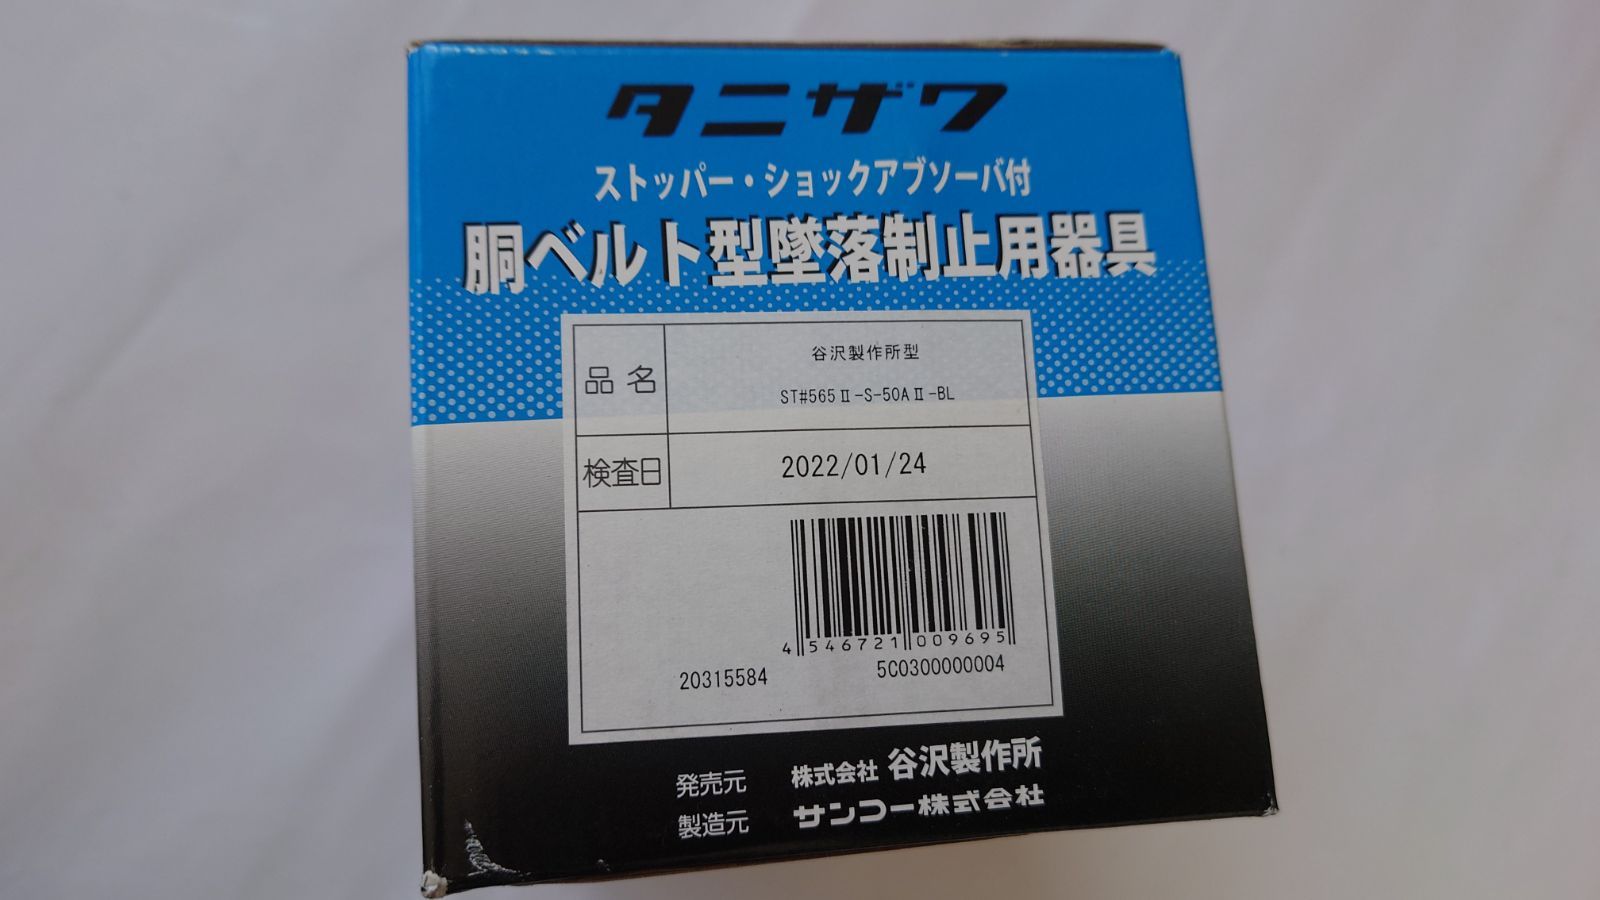 タニザワ
ストッパー・ショックアブソーバ付
胴ベルト型墜落制止用器具
品名 谷沢製作所型
ST#565Ⅱ-S-50AⅡ-BL
検査日 2022/01/24
4 546721 009695
20315584 5C0300000004
発売元 株式会社 谷沢製作所
製造元 サンコー株式会社